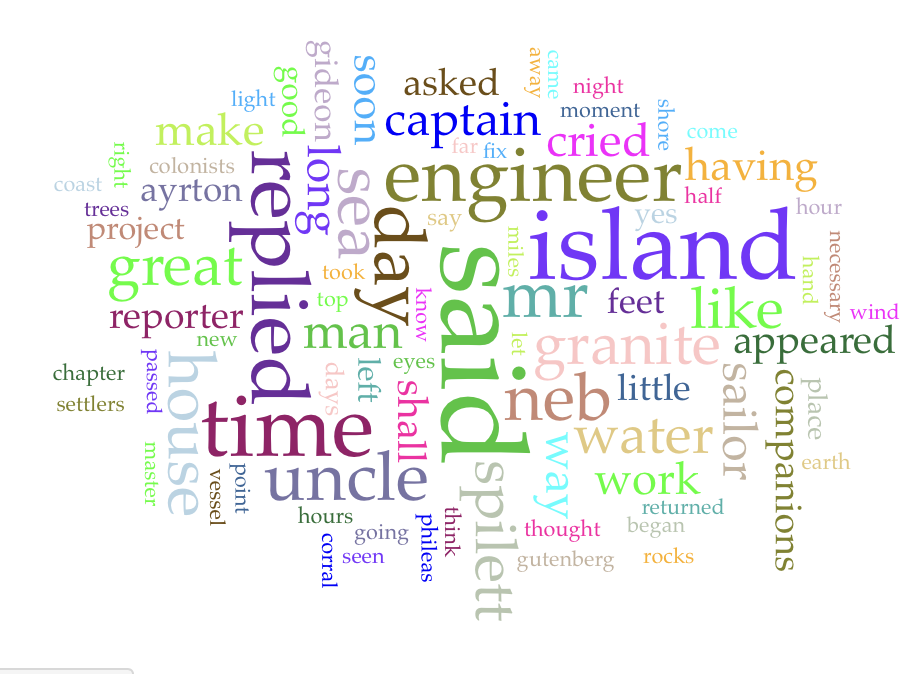 gideon
soon
good
asked
away
came
night
light
captain
moment
shore
make
cried
come
right
far
fix
colonists
replied
long
engineer
having
coast
ayrton
sea
half
trees
day
say
yes
hour
project
said
miles
island
necessary
great
took
hand
top
know
mr
feet
like
wind
reporter
man
new
let
granite
appeared
chapter
passed
house
days
left
eyes
shall
neb
little
sailor
companions
place
settlers
time
water
way
earth
master
vessel
point
uncle
spilett
work
hours
going
phileas
think
thought
returned
began
corral
seen
gutenberg
rocks